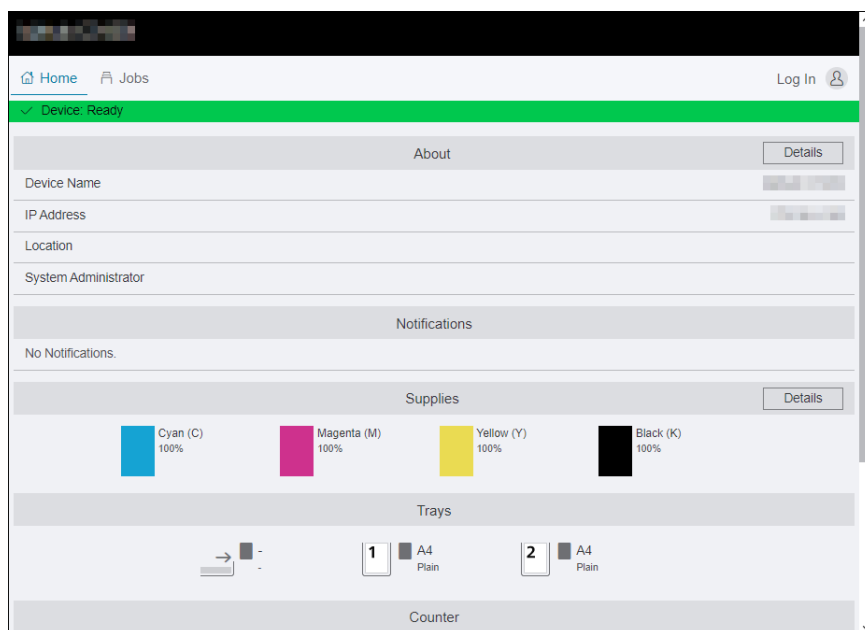 Home Jobs Log In
Device: Ready
About Details
Device Name
IP Address
Location
System Administrator
Notifications
No Notifications.
Supplies Details
Cyan (C) Magenta (M) Yellow (Y) Black (K)
100% 100% 100% 100%
Trays
- 1 A4 2 A4
- Plain Plain
Counter